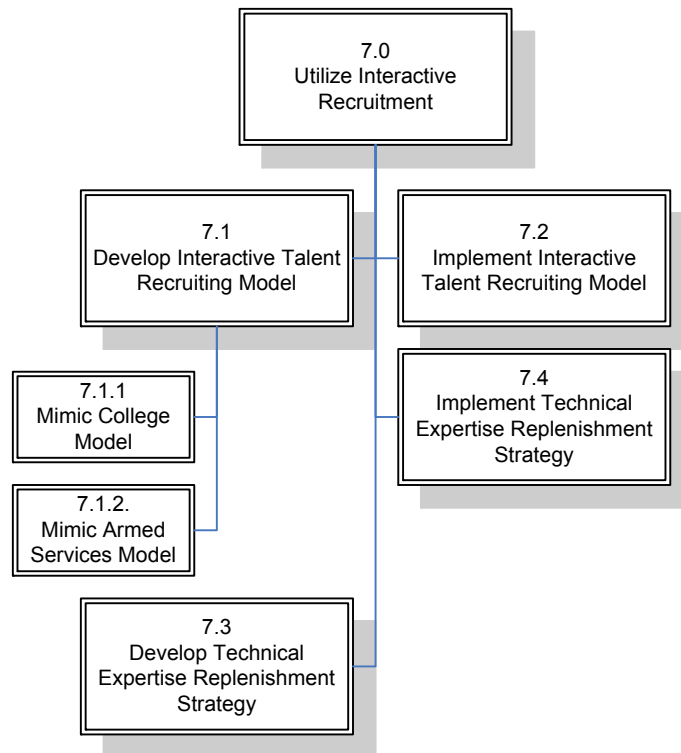 7.0
Utilize Interactive
Recruitment
7.1
Develop Interactive Talent
Recruiting Model
7.2
Implement Interactive
Talent Recruiting Model
7.1.1
Mimic College
Model
7.4
Implement Technical
Expertise Replenishment
Strategy
7.1.2.
Mimic Armed
Services Model
7.3
Develop Technical
Expertise Replenishment
Strategy